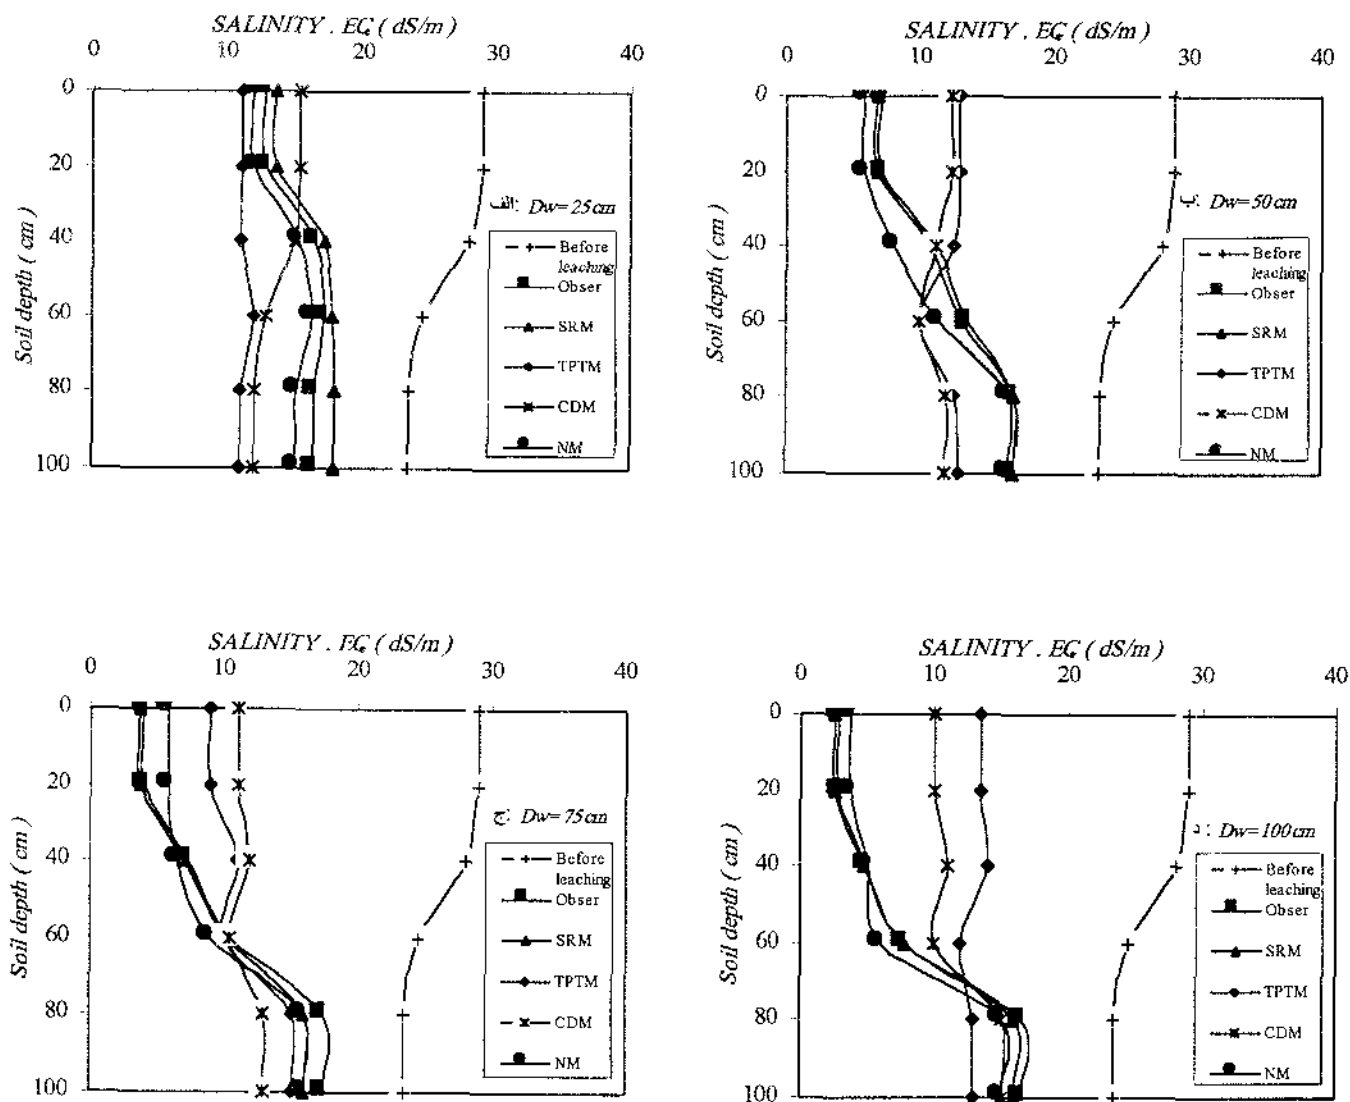 SALINITY . ECe ( dS/m )
0 10 20 30 40
0
20
40
60
80
100
Soil depth ( cm )
الف: Dw=25cm
Before leaching
Obser
SRM
TPTM
CDM
NM
SALINITY . ECe ( dS/m )
0 10 20 30 40
0
20
40
60
80
100
Soil depth ( cm )
ب: Dw=50cm
Before leaching
Obser
SRM
TPTM
CDM
NM
SALINITY . ECe ( dS/m )
0 10 20 30 40
0
20
40
60
80
100
Soil depth ( cm )
ج: Dw=75cm
Before leaching
Obser
SRM
TPTM
CDM
NM
SALINITY . ECe ( dS/m )
0 10 20 30 40
0
20
40
60
80
100
Soil depth ( cm )
د: Dw=100cm
Before leaching
Obser
SRM
TPTM
CDM
NM